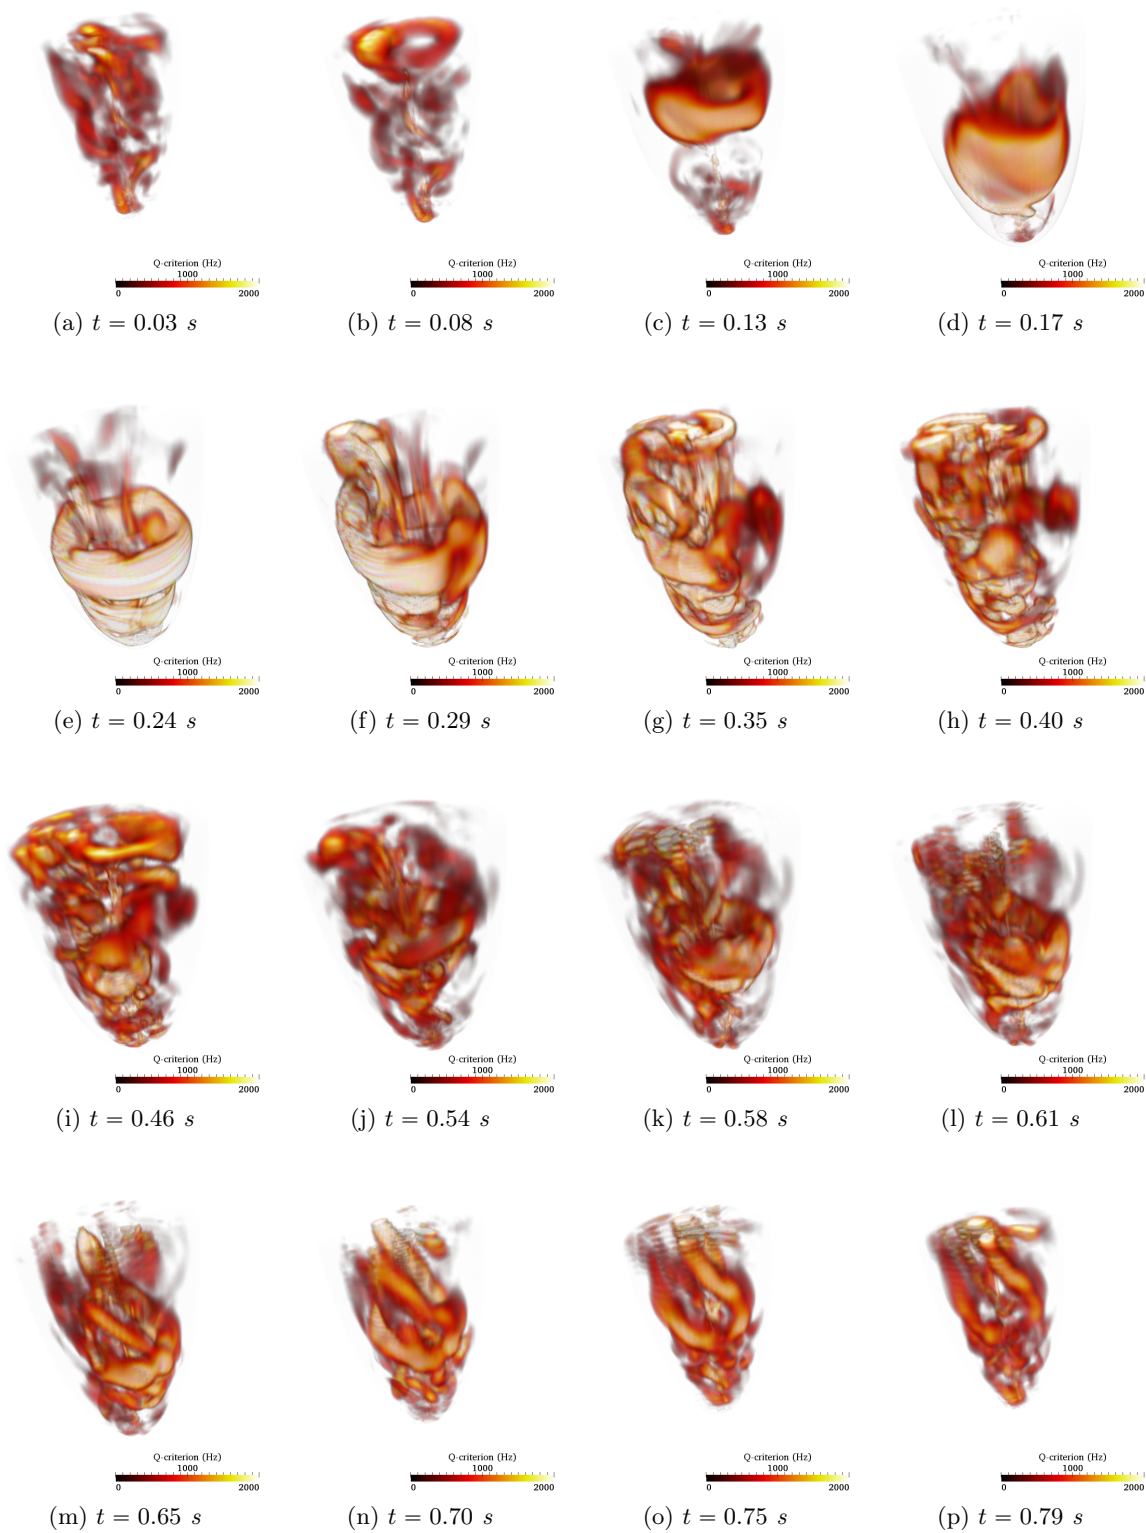 Q-criterion (Hz) Q-criterion (Hz) Q-criterion (Hz) Q-criterion (Hz)
1000 1000 1000 1000
0 2000 0 2000 0 2000 0 2000
(a) t = 0.03 s (b) t = 0.08 s (c) t = 0.13 s (d) t = 0.17 s
Q-criterion (Hz) Q-criterion (Hz) Q-criterion (Hz) Q-criterion (Hz)
1000 1000 1000 1000
0 2000 0 2000 0 2000 0 2000
(e) t = 0.24 s (f) t = 0.29 s (g) t = 0.35 s (h) t = 0.40 s
Q-criterion (Hz) Q-criterion (Hz) Q-criterion (Hz) Q-criterion (Hz)
1000 1000 1000 1000
0 2000 0 2000 0 2000 0 2000
(i) t = 0.46 s (j) t = 0.54 s (k) t = 0.58 s (l) t = 0.61 s
Q-criterion (Hz) Q-criterion (Hz) Q-criterion (Hz) Q-criterion (Hz)
1000 1000 1000 1000
0 2000 0 2000 0 2000 0 2000
(m) t = 0.65 s (n) t = 0.70 s (o) t = 0.75 s (p) t = 0.79 s